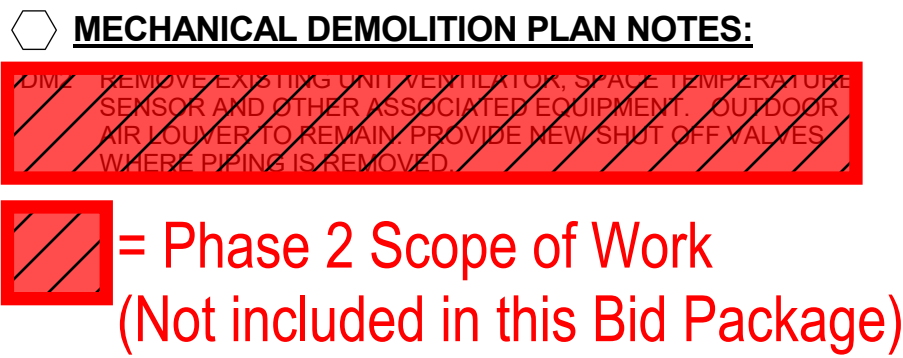 MECHANICAL DEMOLITION PLAN NOTES:
DM2 REMOVE EXISTING UNIT VENTILATOR, SPACE TEMPERATURE
SENSOR AND OTHER ASSOCIATED EQUIPMENT. OUTDOOR
AIR LOUVER TO REMAIN. PROVIDE NEW SHUT OFF VALVES
WHERE PIPING IS REMOVED.
= Phase 2 Scope of Work
(Not included in this Bid Package)